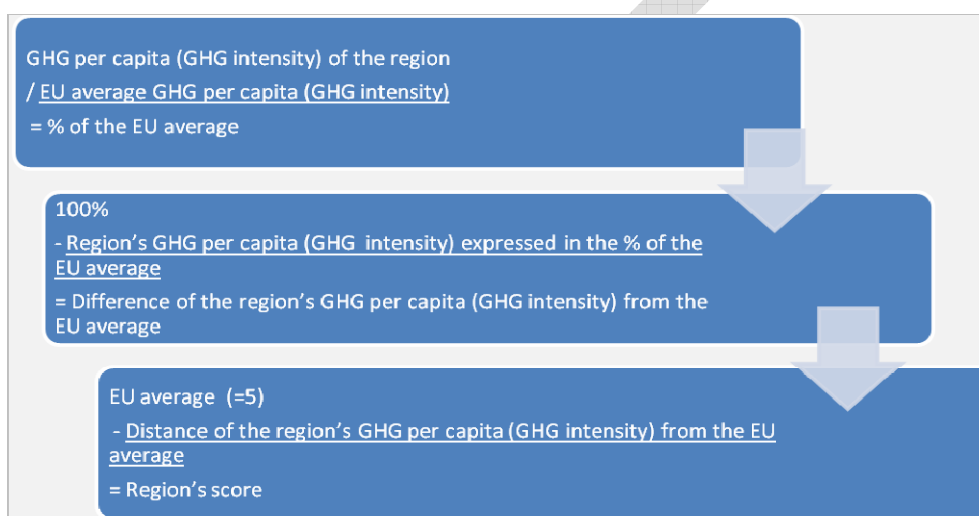 GHG per capita (GHG intensity) of the region
/ EU average GHG per capita (GHG intensity)
= % of the EU average
100%
- Region’s GHG per capita (GHG intensity) expressed in the % of the
EU average
= Difference of the region’s GHG per capita (GHG intensity) from the
EU average
EU average (=5)
- Distance of the region’s GHG per capita (GHG intensity) from the EU
average
= Region’s score